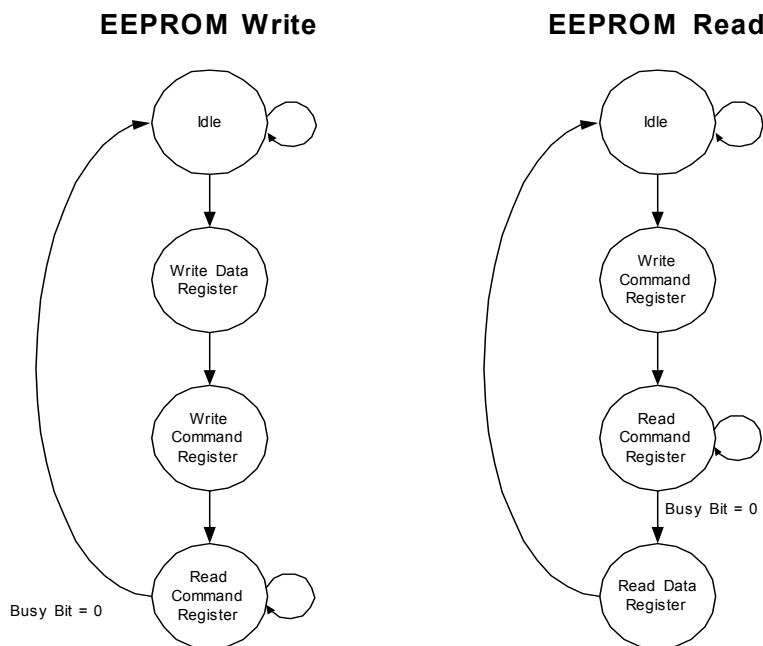 EEPROM Write
Idle
Write Data
Register
Write
Command
Register
Read
Command
Register
Busy Bit = 0
EEPROM Read
Idle
Write
Command
Register
Read
Command
Register
Busy Bit = 0
Read Data
Register